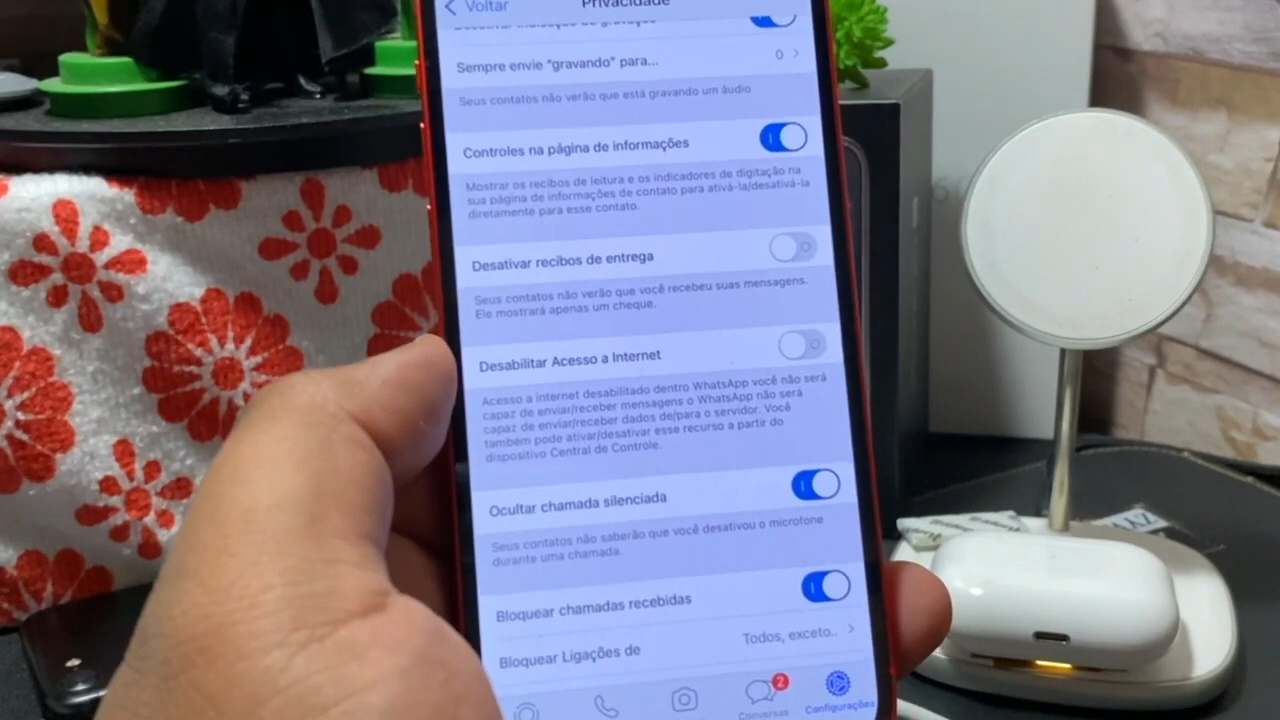 Voltar
Privacidade
Sempre envie "gravando" para...
0
Seus contatos não verão que está gravando um áudio
Controles na página de informações
Mostrar os recibos de leitura e os indicadores de digitação na
sua página de informações de contato para ativá-la/desativá-la
diretamente para esse contato.
Desativar recibos de entrega
Seus contatos não verão que você recebeu suas mensagens.
Ele mostrará apenas um cheque.
Desabilitar Acesso a Internet
Acesso a internet desabilitado dentro WhatsApp você não será
capaz de enviar/receber mensagens o WhatsApp não será
capaz de enviar/receber dados de/para o servidor. Você
também pode ativar/desativar esse recurso a partir do
dispositivo Central de Controle.
Ocultar chamada silenciada
Seus contatos não saberão que você desativou o microfone
durante uma chamada.
Bloquear chamadas recebidas
Bloquear Ligações de
Todos, exceto..
2
Conversas
Configurações